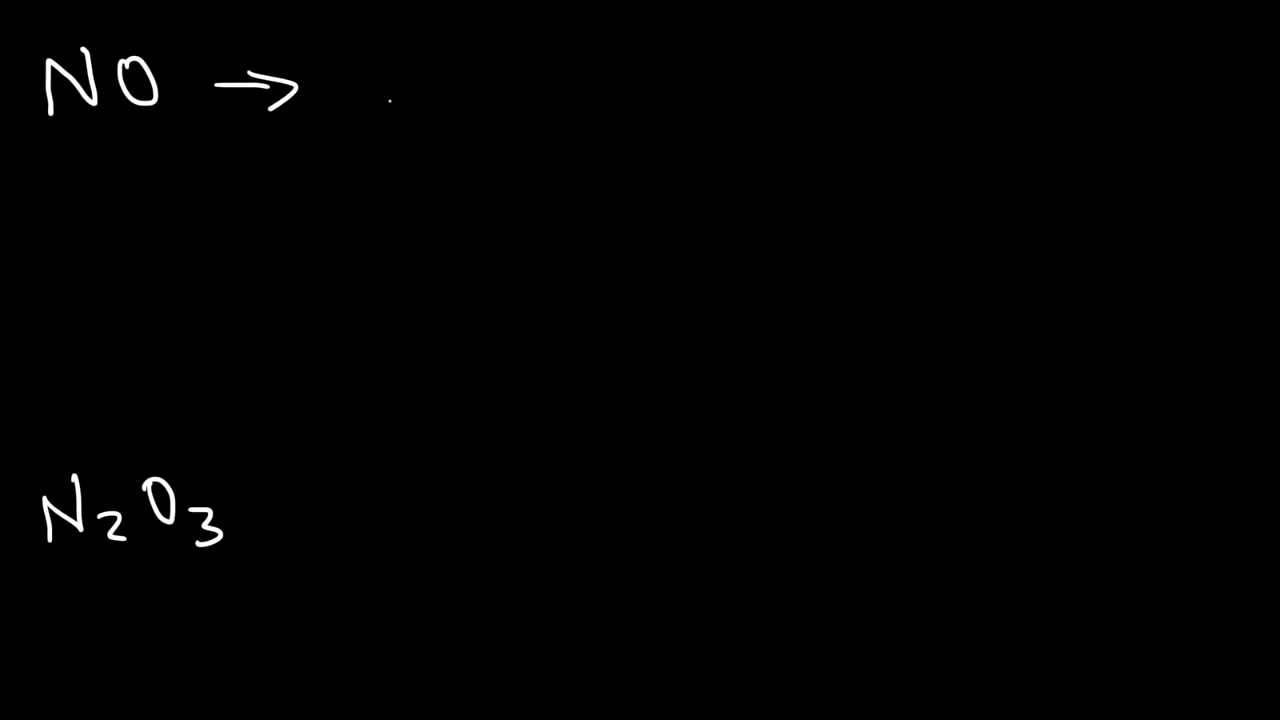 NO →
N₂O₃